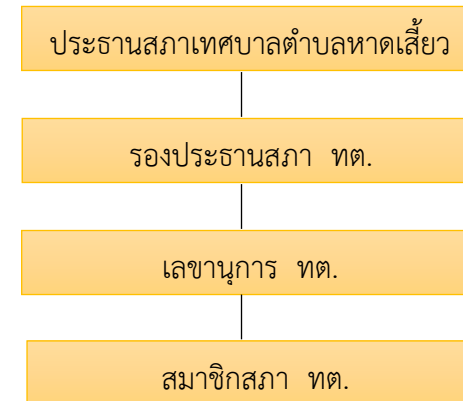 ประธานสภาเทศบาลตำบลหาดเสี้ยว
รองประธานสภา ทต.
เลขานุการ ทต.
สมาชิกสภา ทต.